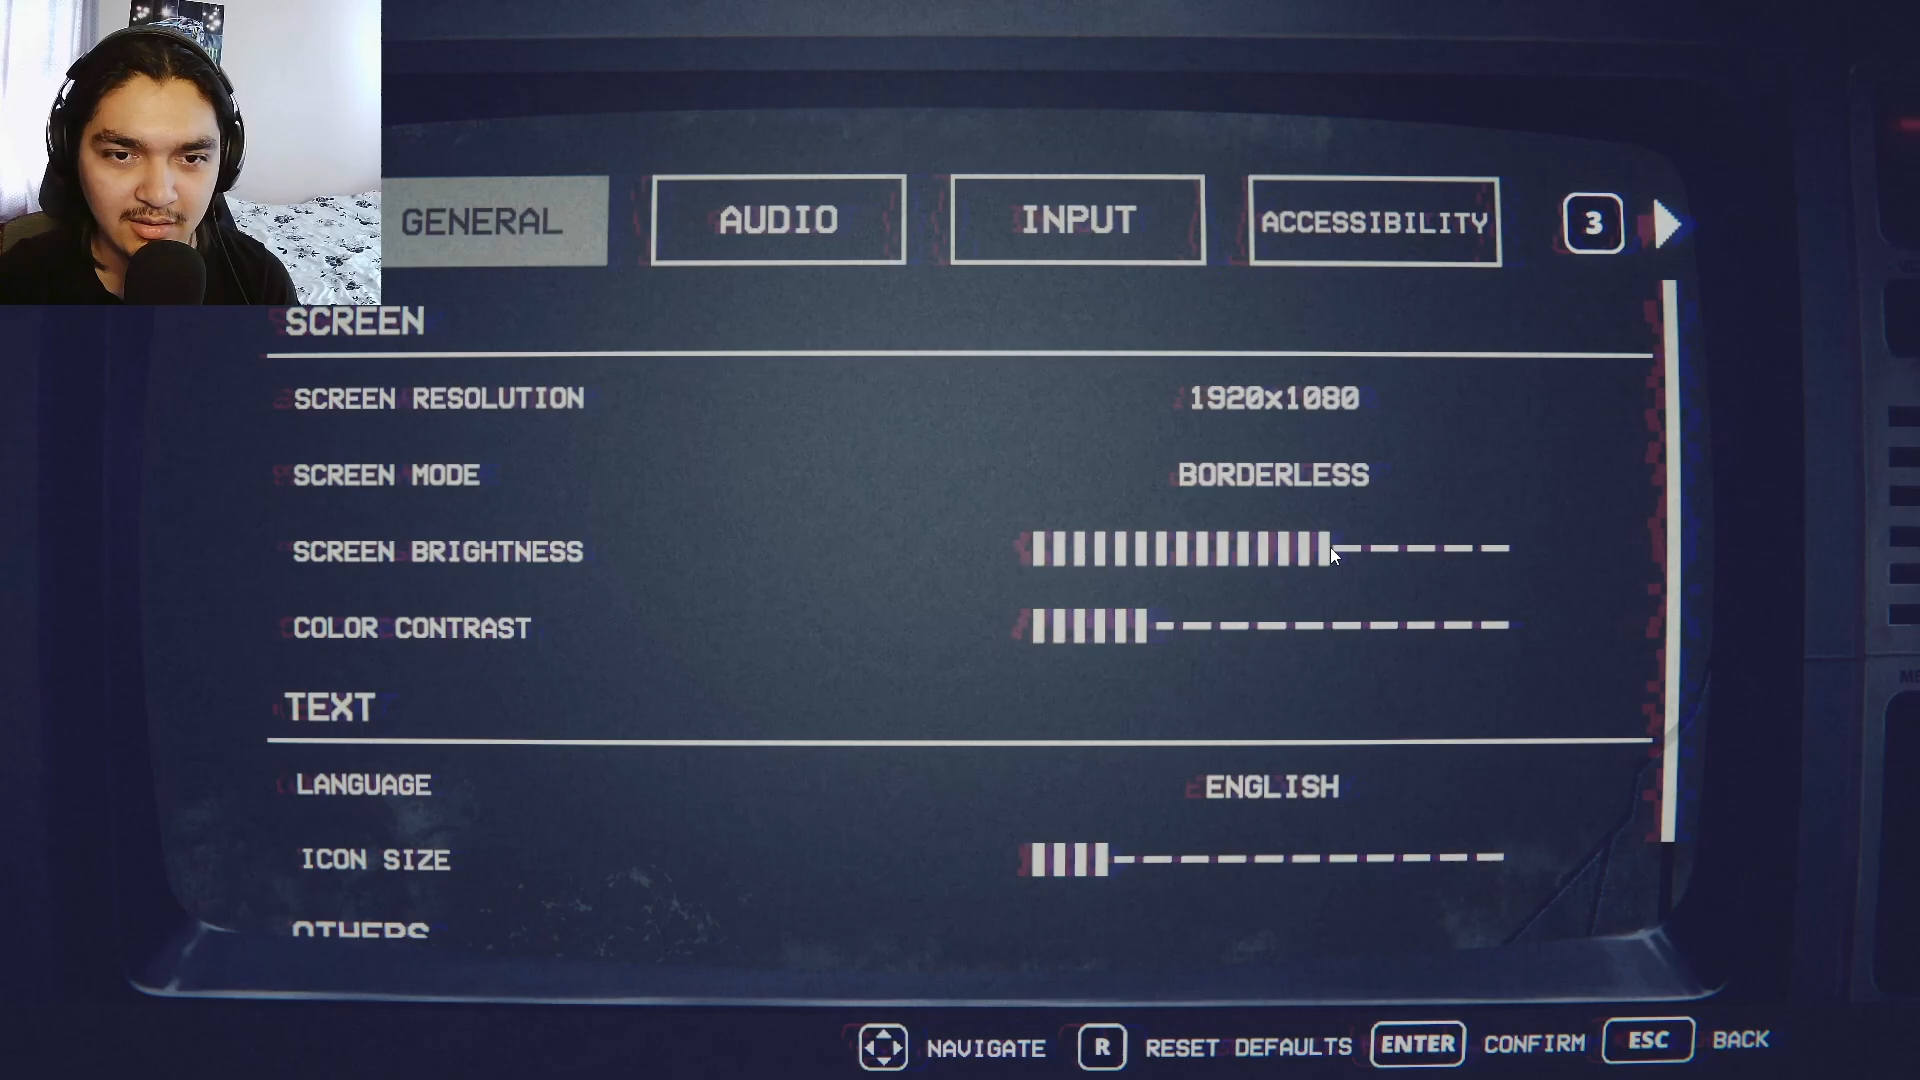 GENERAL
AUDIO
INPUT
ACCESSIBILITY
3
SCREEN
SCREEN RESOLUTION
1920x1080
SCREEN MODE
BORDERLESS
SCREEN BRIGHTNESS
COLOR CONTRAST
TEXT
LANGUAGE
ENGLISH
ICON SIZE
OTHERS
NAVIGATE
R RESET DEFAULTS
ENTER CONFIRM
ESC BACK